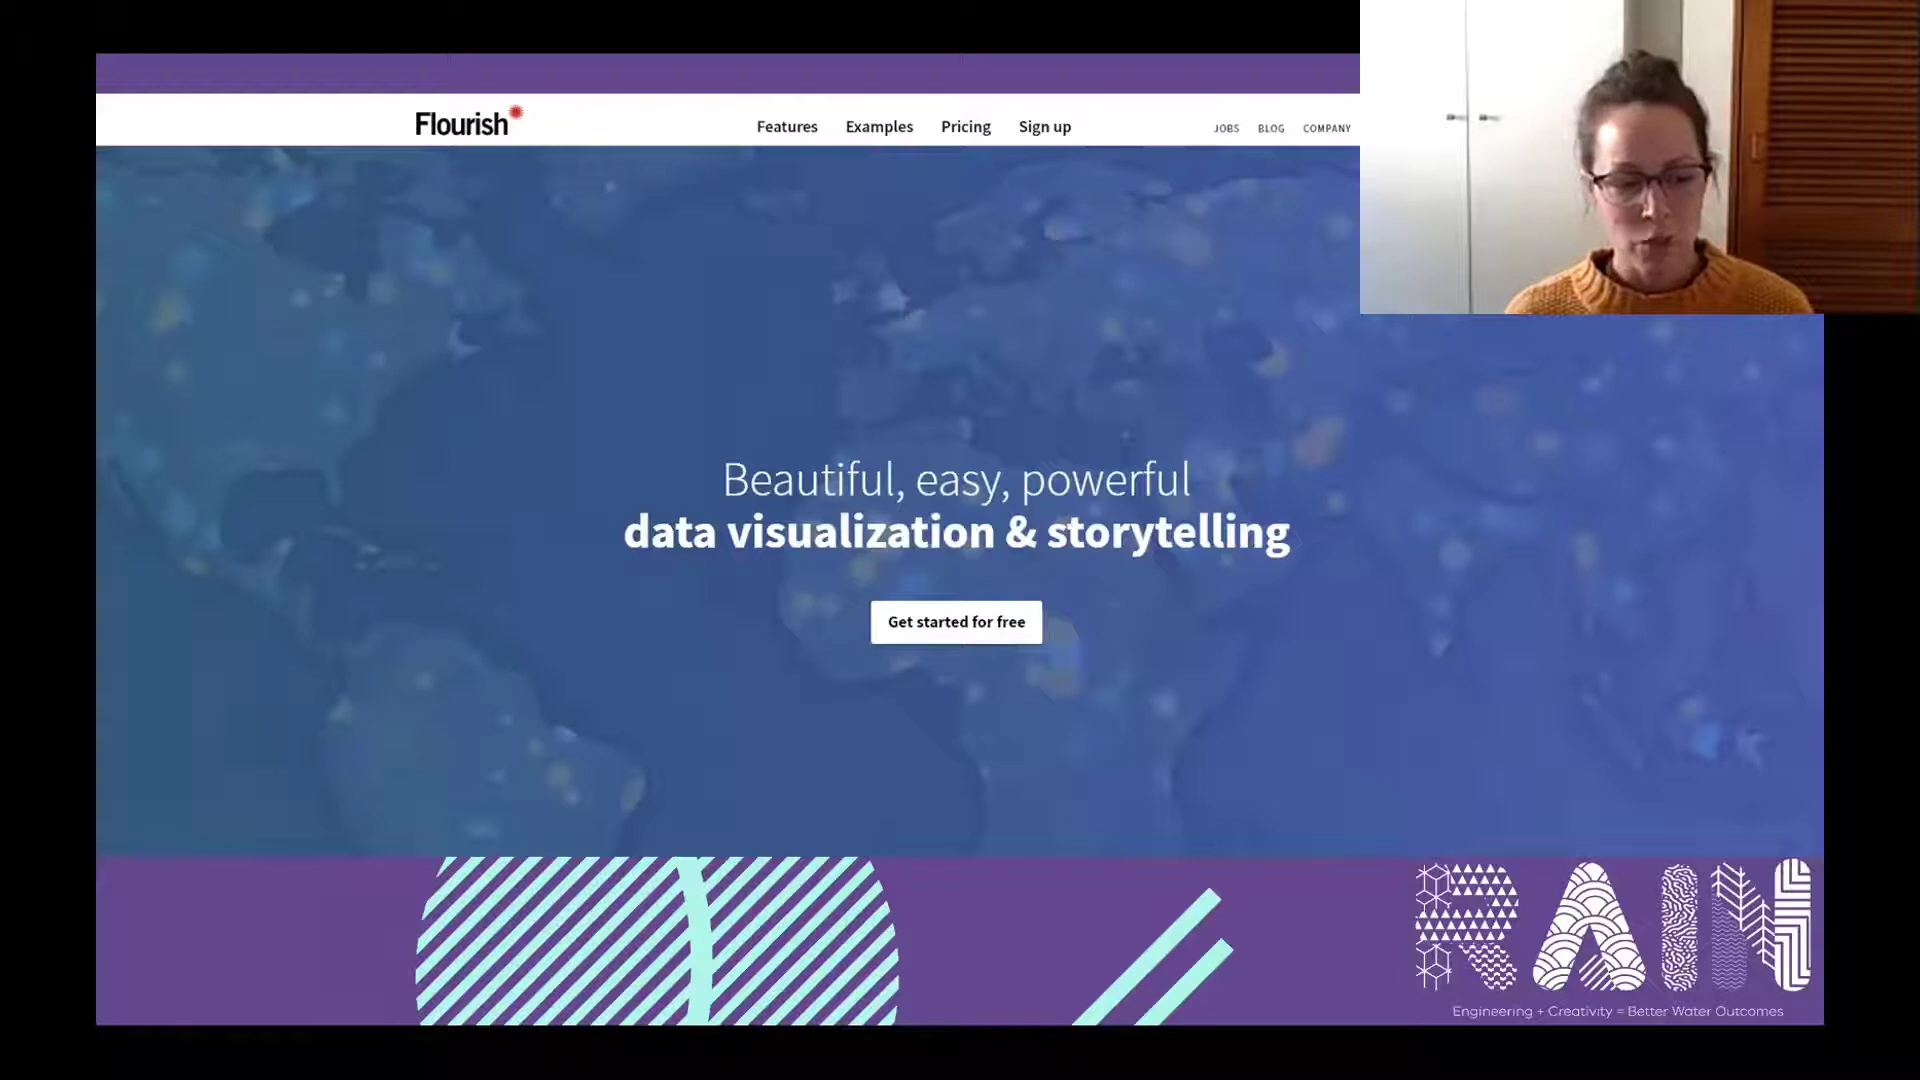 Flourish
Features Examples Pricing Sign up JOBS BLOG COMPANY
Beautiful, easy, powerful
data visualization & storytelling
Get started for free
RAIN
Engineering + Creativity = Better Water Outcomes